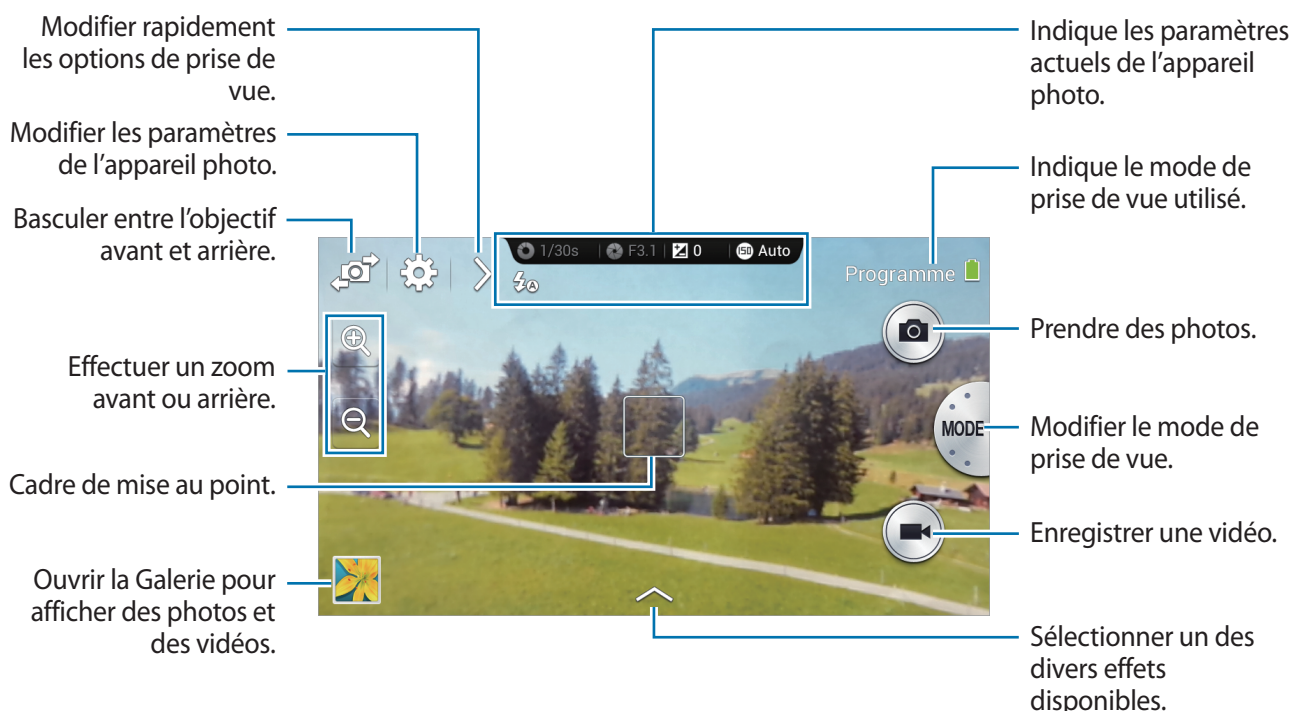 Modifier rapidement
les options de prise de
vue.
Modifier les paramètres
de l'appareil photo.
Basculer entre l'objectif
avant et arrière.
Effectuer un zoom
avant ou arrière.
Cadre de mise au point.
Ouvrir la Galerie pour
afficher des photos et
des vidéos.
1/30s F3.1 0 ISO Auto
A
Programme
MODE
Indique les paramètres
actuels de l'appareil
photo.
Indique le mode de
prise de vue utilisé.
Prendre des photos.
Modifier le mode de
prise de vue.
Enregistrer une vidéo.
Sélectionner un des
divers effets
disponibles.